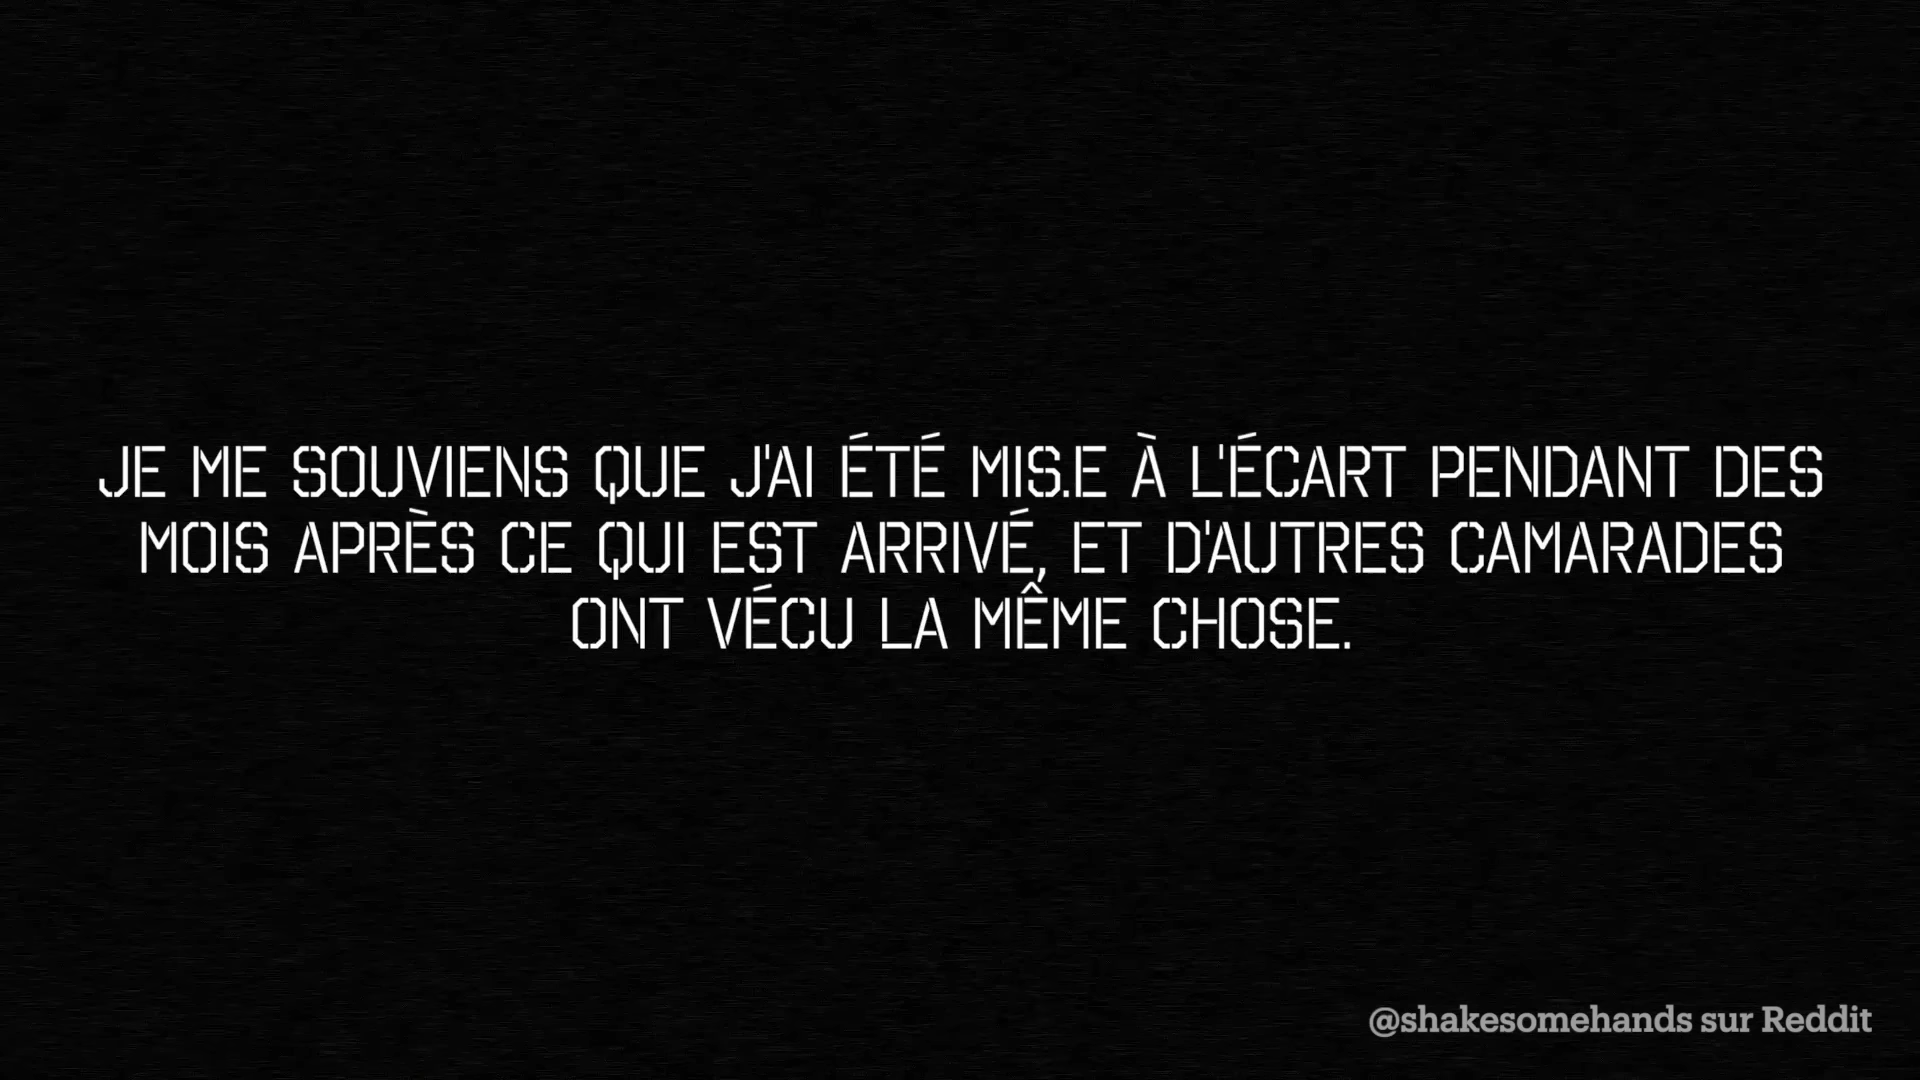 JE ME SOUVIENS QUE J'AI ÉTÉ MIS.E À L'ÉCART PENDANT DES
MOIS APRÈS CE QUI EST ARRIVÉ, ET D'AUTRES CAMARADES
ONT VÉCU LA MÊME CHOSE.
@shakesomehands sur Reddit